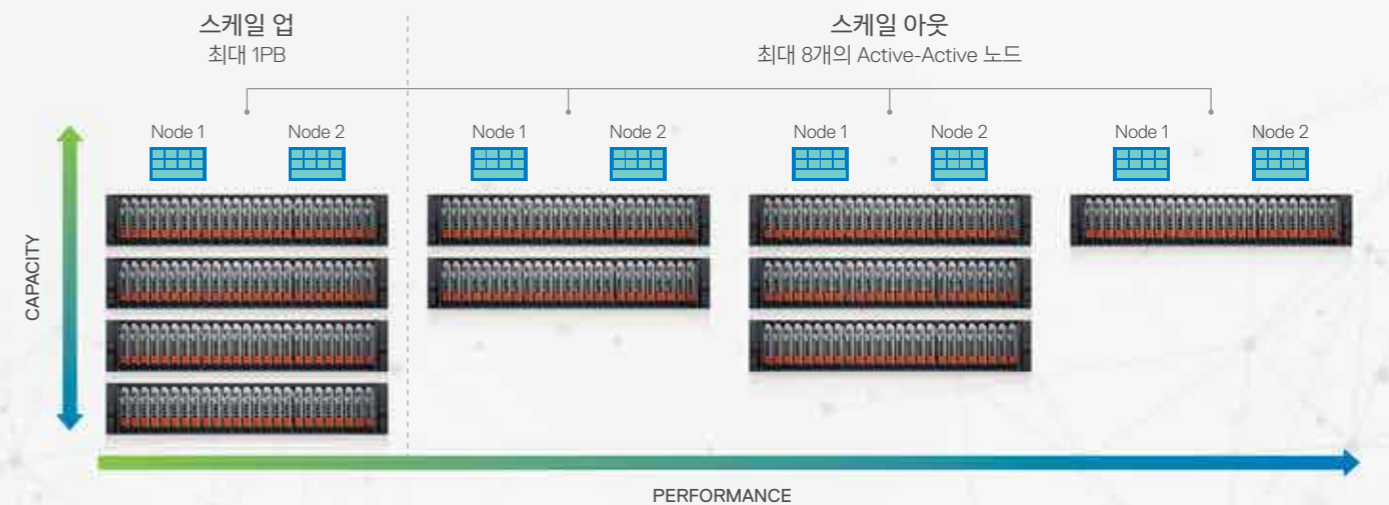 스케일 업
최대 1PB
스케일 아웃
최대 8개의 Active-Active 노드
Node 1
Node 2
Node 1
Node 2
Node 1
Node 2
Node 1
Node 2
CAPACITY
PERFORMANCE